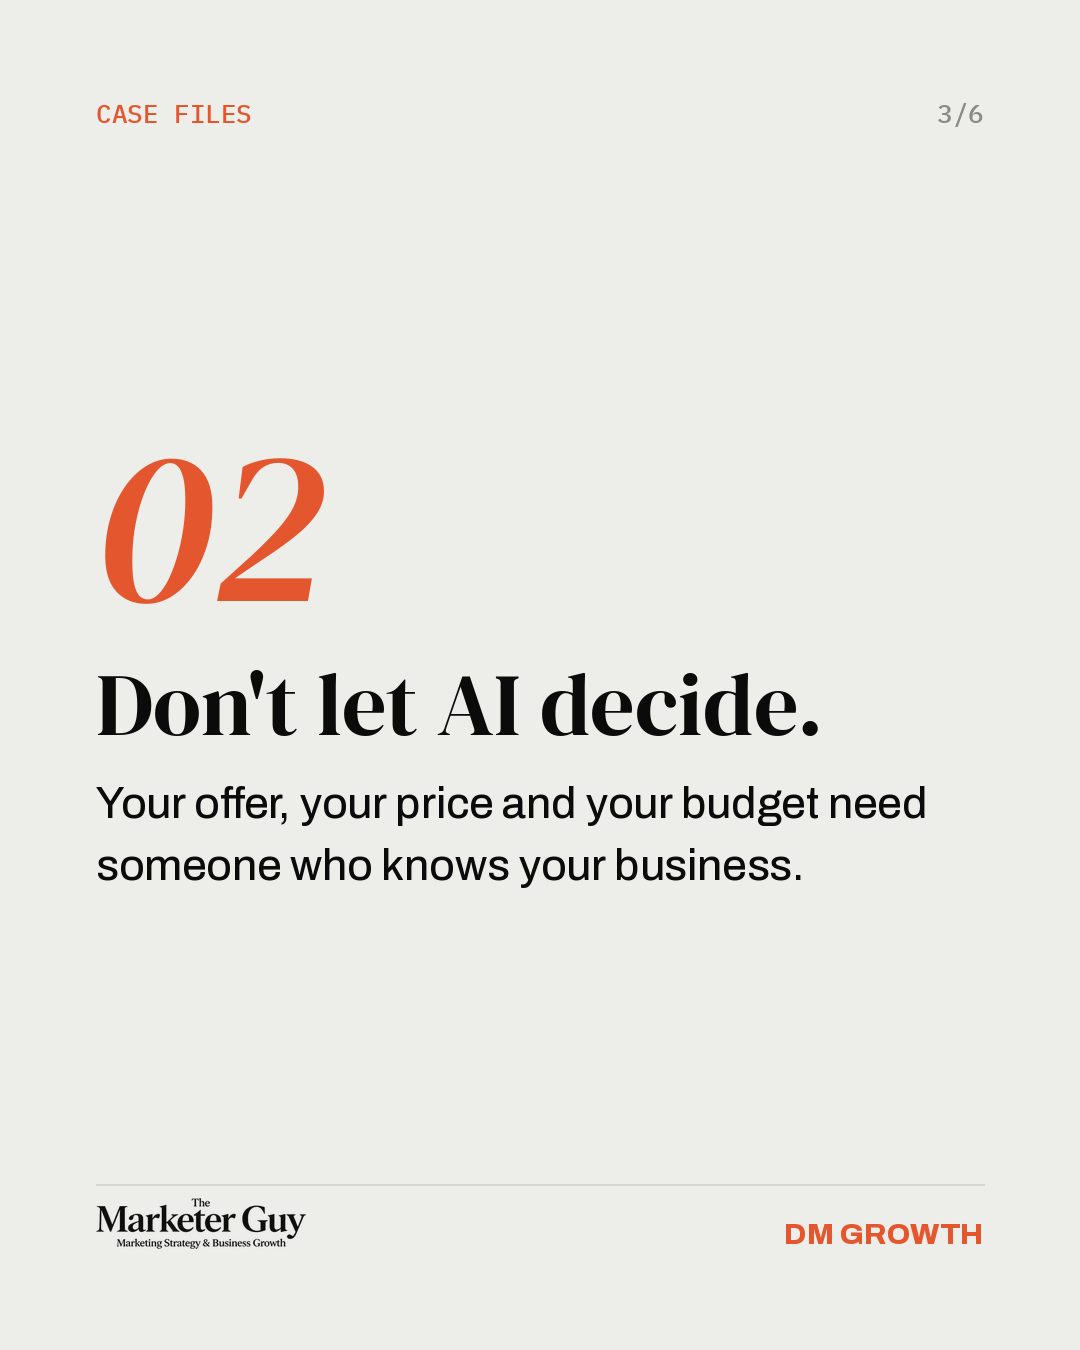 CASE FILES
3/6
02
Don't let AI decide.
Your offer, your price and your budget need
someone who knows your business.
The
Marketer Guy
Marketing Strategy & Business Growth
DM GROWTH